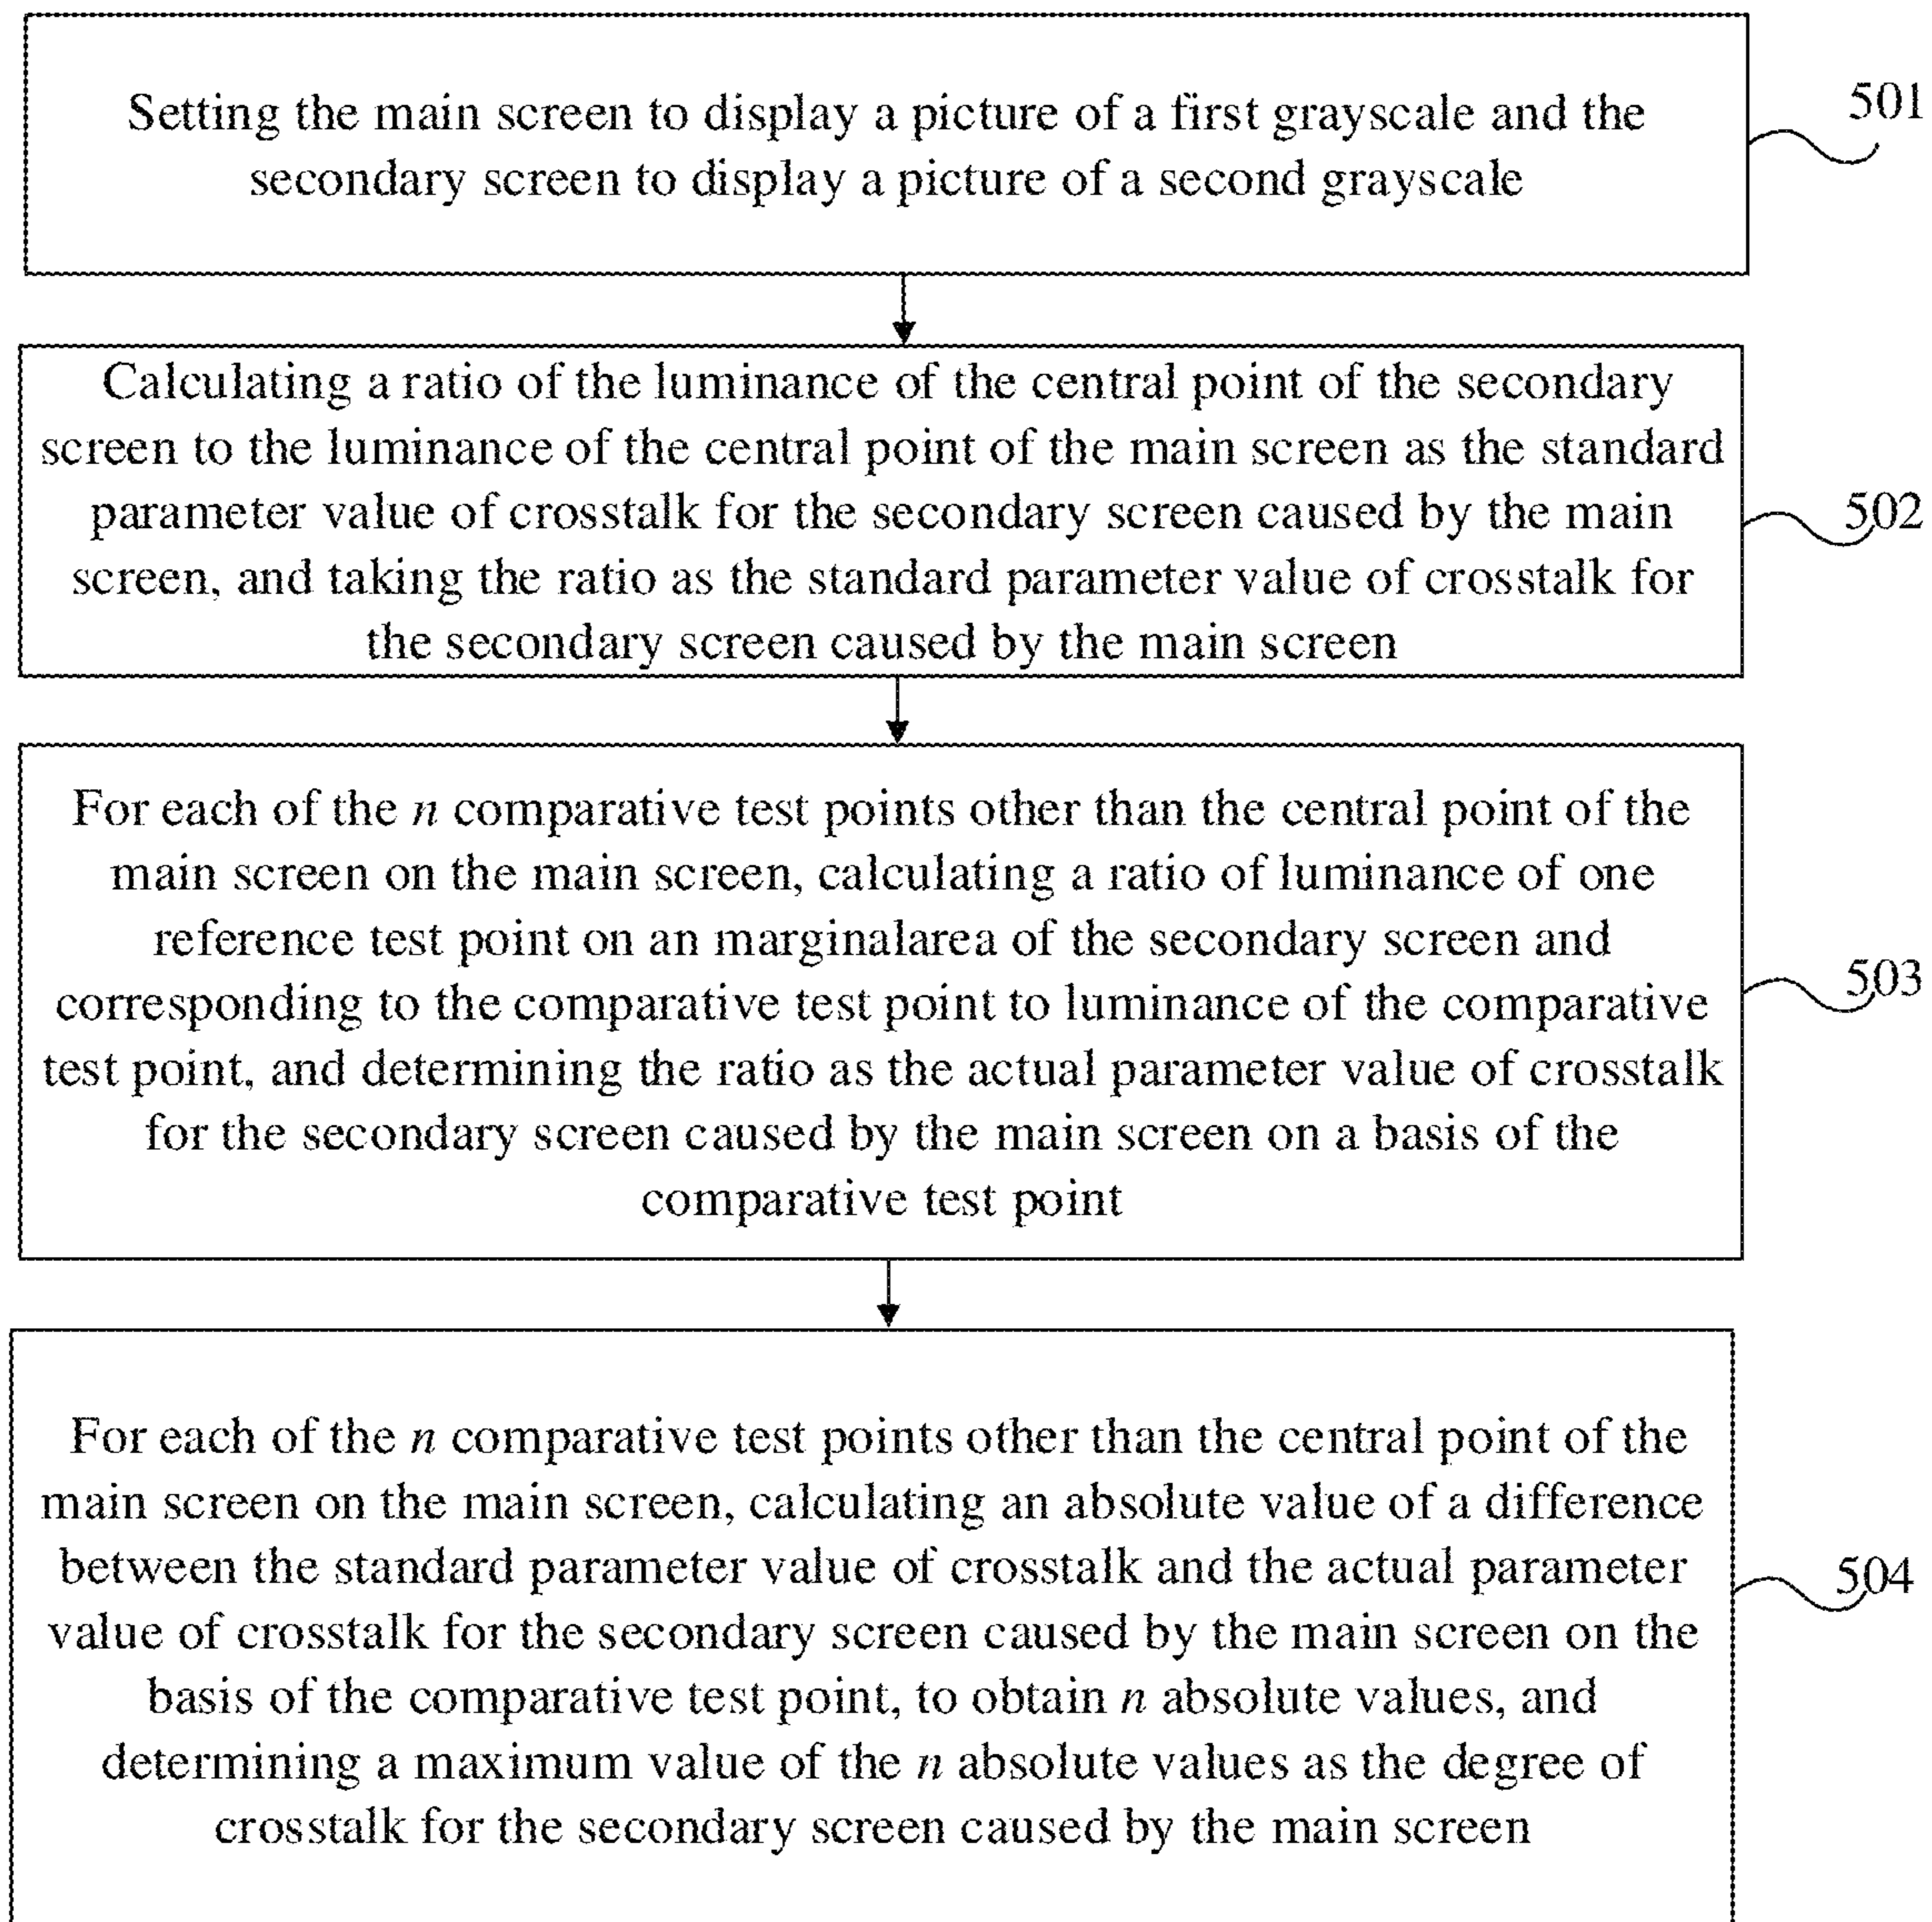 Setting the main screen to display a picture of a first grayscale and the
secondary screen to display a picture of a second grayscale
501
Calculating a ratio of the luminance of the central point of the secondary
screen to the luminance of the central point of the main screen as the standard
parameter value of crosstalk for the secondary screen caused by the main
screen, and taking the ratio as the standard parameter value of crosstalk for
the secondary screen caused by the main screen
502
For each of the n comparative test points other than the central point of the
main screen on the main screen, calculating a ratio of luminance of one
reference test point on an marginalarea of the secondary screen and
corresponding to the comparative test point to luminance of the comparative
test point, and determining the ratio as the actual parameter value of crosstalk
for the secondary screen caused by the main screen on a basis of the
comparative test point
503
For each of the n comparative test points other than the central point of the
main screen on the main screen, calculating an absolute value of a difference
between the standard parameter value of crosstalk and the actual parameter
value of crosstalk for the secondary screen caused by the main screen on the
basis of the comparative test point, to obtain n absolute values, and
determining a maximum value of the n absolute values as the degree of
crosstalk for the secondary screen caused by the main screen
504